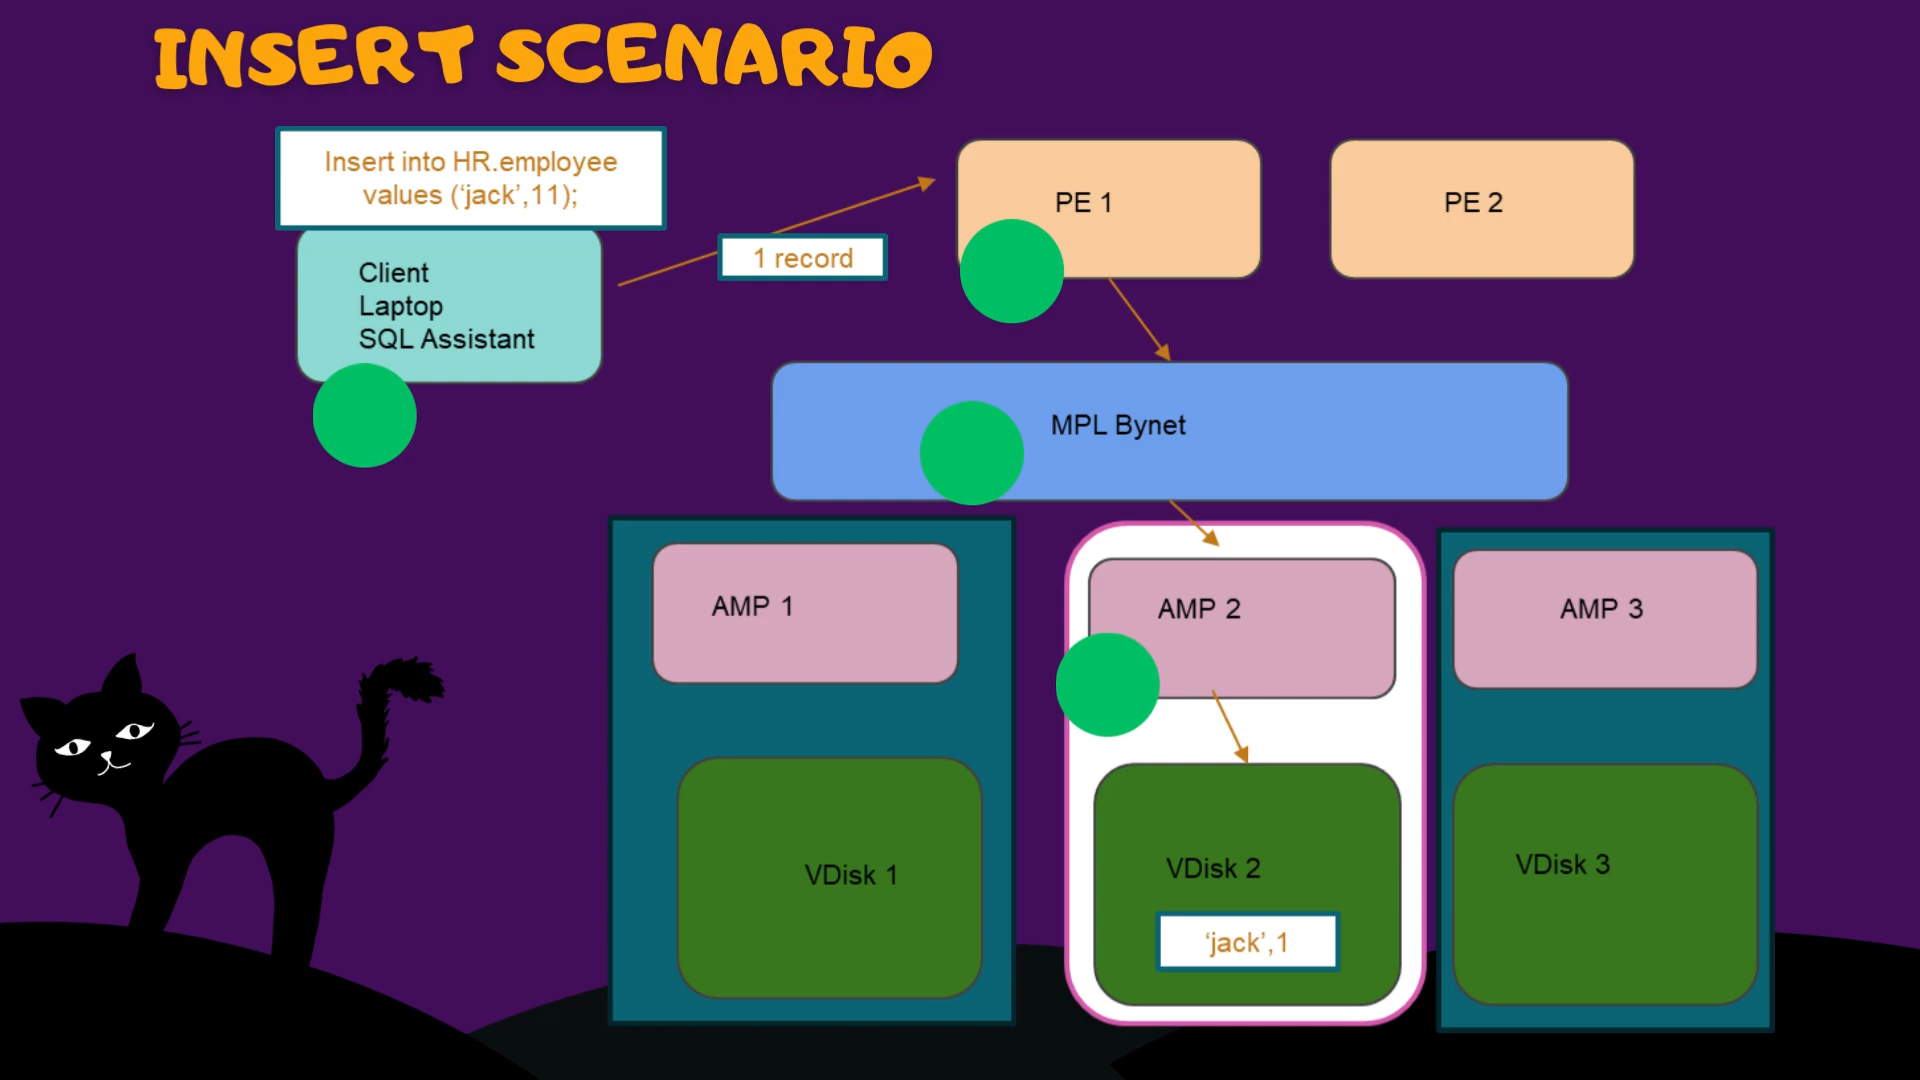 INSERT SCENARIO
Insert into HR.employee
values (‘jack’,11);
Client
Laptop
SQL Assistant
1 record
PE 1
PE 2
MPL Bynet
AMP 1
AMP 2
AMP 3
VDisk 1
VDisk 2
VDisk 3
‘jack’,1